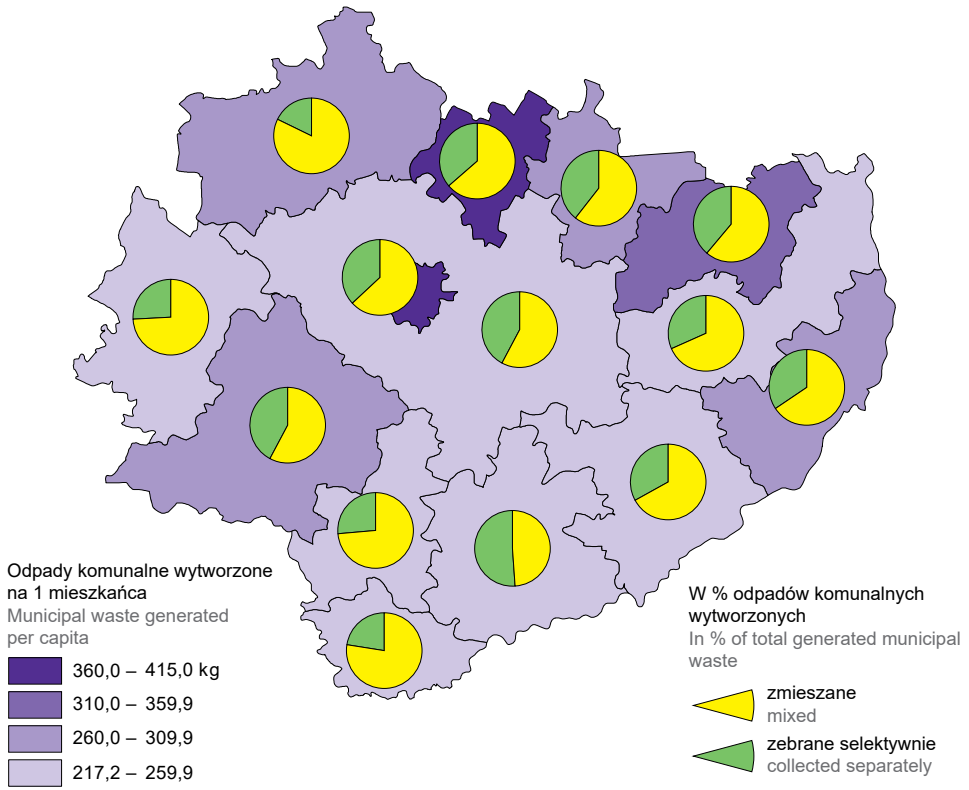 Odpady komunalne wytworzone
na 1 mieszkańca
Municipal waste generated
per capita
360,0 – 415,0 kg
310,0 – 359,9
260,0 – 309,9
217,2 – 259,9
W % odpadów komunalnych
wytworzonych
In % of total generated municipal
waste
zmieszane
mixed
zebrane selektywnie
collected separately